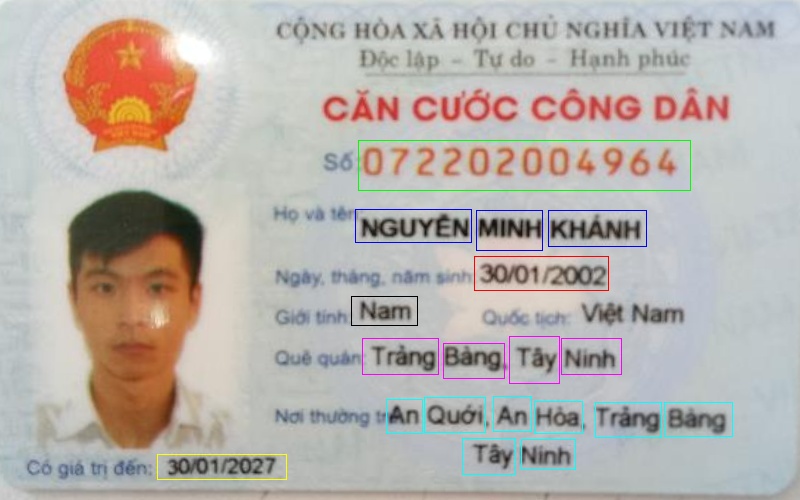 CỘNG HÒA XÃ HỘI CHỦ NGHĨA VIỆT NAM
Độc lập - Tự do - Hạnh phúc
CĂN CƯỚC CÔNG DÂN
Số: 072202004964
Họ và tên: NGUYỄN MINH KHÁNH
Ngày, tháng, năm sinh: 30/01/2002
Giới tính: Nam Quốc tịch: Việt Nam
Quê quán: Trảng Bàng, Tây Ninh
Nơi thường trú: An Quới, An Hòa, Trảng Bàng
Tây Ninh
Có giá trị đến: 30/01/2027